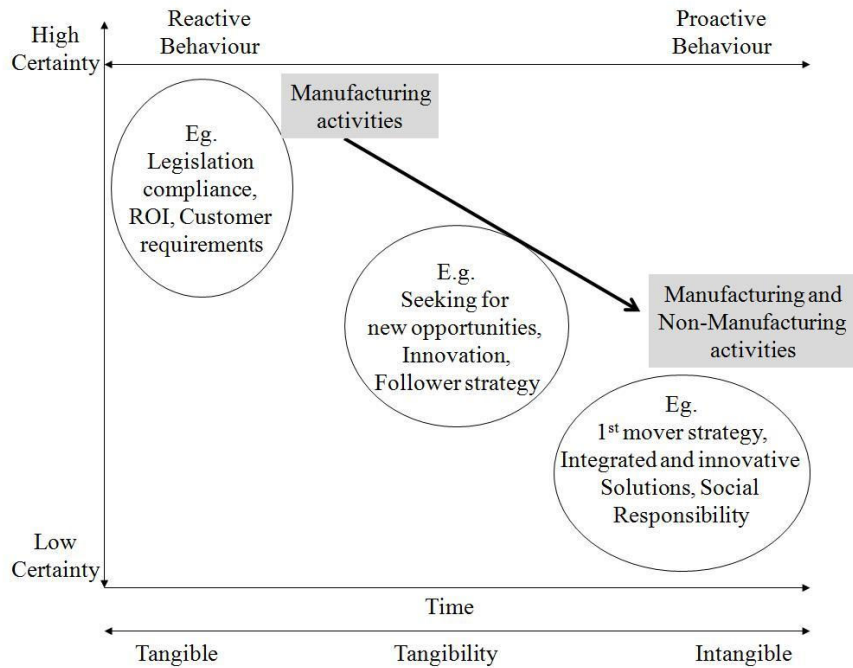 High
Certainty
Reactive
Behaviour
Proactive
Behaviour
Manufacturing
activities
Eg.
Legislation
compliance,
ROI, Customer
requirements
E.g.
Seeking for
new opportunities,
Innovation,
Follower strategy
Manufacturing and
Non-Manufacturing
activities
Eg.
1st mover strategy,
Integrated and innovative
Solutions, Social
Responsibility
Low
Certainty
Time
Tangible
Tangibility
Intangible